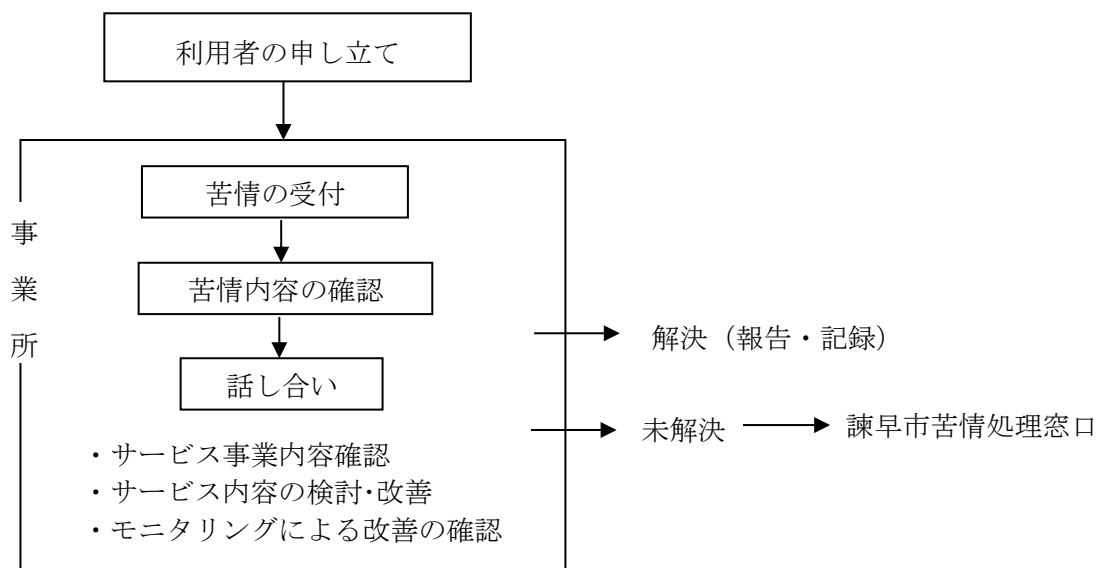 利用者の申し立て
苦情の受付
事
業
所
苦情内容の確認
話し合い
解決（報告・記録）
未解決
諫早市苦情処理窓口
・サービス事業内容確認
・サービス内容の検討･改善
・モニタリングによる改善の確認